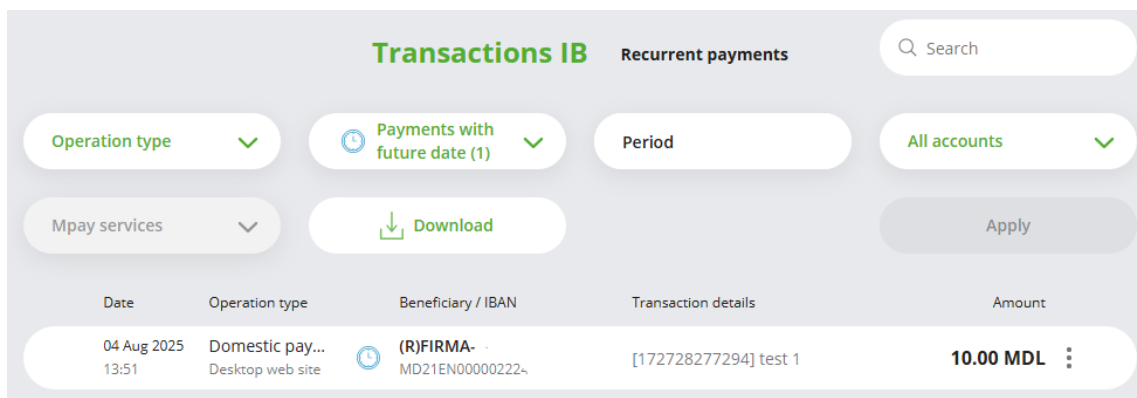 Transactions IB
Recurrent payments
Search
Operation type
Payments with
future date (1)
Period
All accounts
Mpay services
Download
Apply
Date Operation type Beneficiary / IBAN Transaction details Amount
04 Aug 2025 Domestic pay... (R)FIRMA- [172728277294] test 1 10.00 MDL
13:51 Desktop web site MD21EN00000222